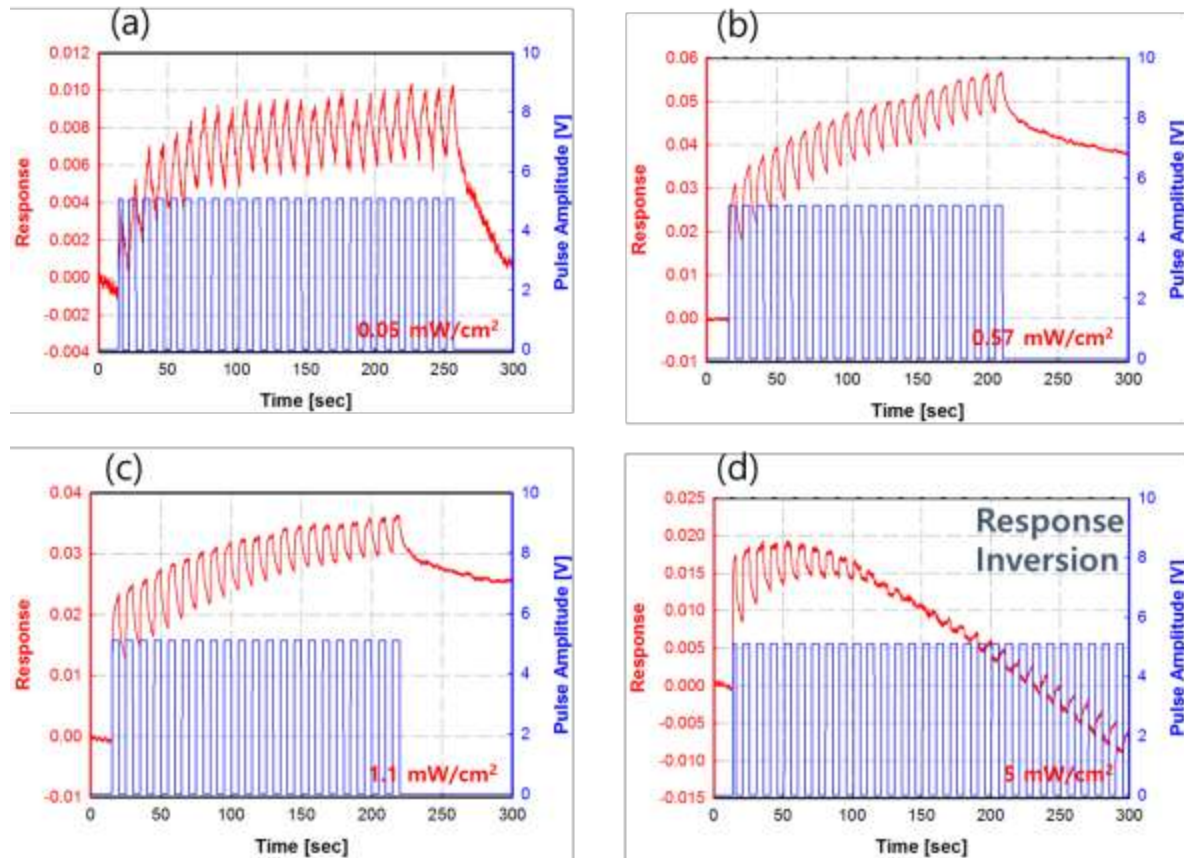 (a)
0.012
0.010
0.008
0.006
0.004
0.002
0.000
-0.002
-0.004
Response
10
8
6
4
2
0
Pulse Amplitude [V]
0.05 mW/cm²
0 50 100 150 200 250 300
Time [sec]
(b)
0.06
0.05
0.04
0.03
0.02
0.01
0.00
-0.01
Response
10
8
6
4
2
0
Pulse Amplitude [V]
0.57 mW/cm²
0 50 100 150 200 250 300
Time [sec]
(c)
0.04
0.03
0.02
0.01
0.00
-0.01
Response
10
8
6
4
2
0
Pulse Amplitude [V]
1.1 mW/cm²
0 50 100 150 200 250 300
Time [sec]
(d)
0.025
0.020
0.015
0.010
0.005
0.000
-0.005
-0.010
-0.015
Response
Response
Inversion
10
8
6
4
2
0
Pulse Amplitude [V]
5 mW/cm²
0 50 100 150 200 250 300
Time [sec]